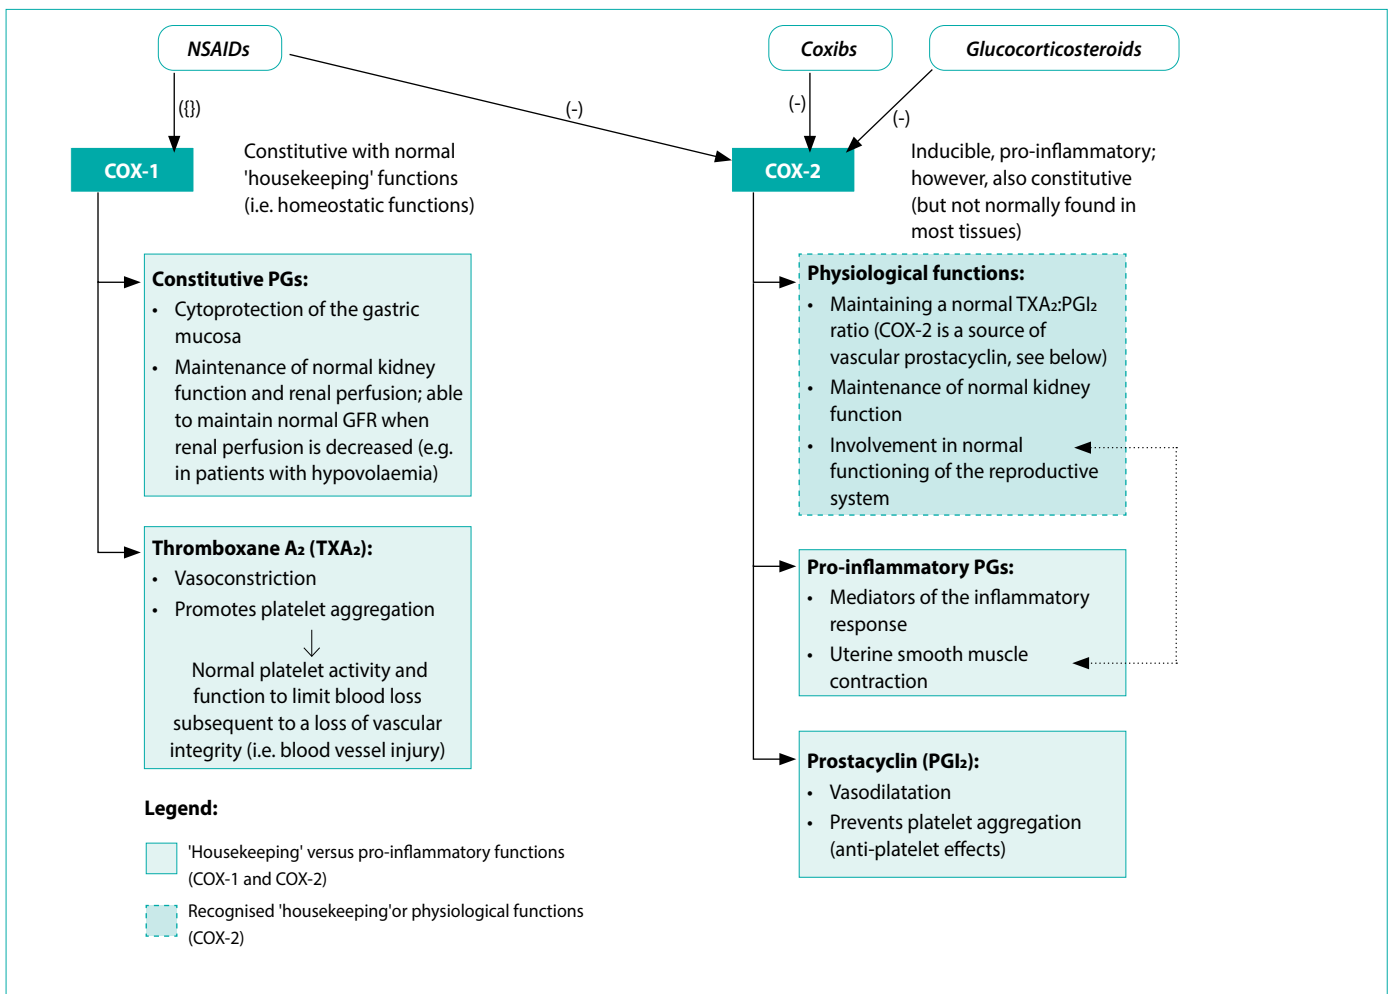 NSAIDs
Coxibs
Glucocorticosteroids
({})
(-)
(-)
(-)
COX-1
Constitutive with normal
'housekeeping' functions
(i.e. homeostatic functions)
COX-2
Inducible, pro-inflammatory;
however, also constitutive
(but not normally found in
most tissues)
Constitutive PGs:
• Cytoprotection of the gastric
mucosa
• Maintenance of normal kidney
function and renal perfusion; able
to maintain normal GFR when
renal perfusion is decreased (e.g.
in patients with hypovolaemia)
Thromboxane A₂ (TXA₂):
• Vasoconstriction
• Promotes platelet aggregation
Normal platelet activity and
function to limit blood loss
subsequent to a loss of vascular
integrity (i.e. blood vessel injury)
Physiological functions:
• Maintaining a normal TXA₂:PGI₂
ratio (COX-2 is a source of
vascular prostacyclin, see below)
• Maintenance of normal kidney
function
• Involvement in normal
functioning of the reproductive
system
Pro-inflammatory PGs:
• Mediators of the inflammatory
response
• Uterine smooth muscle
contraction
Prostacyclin (PGI₂):
• Vasodilatation
• Prevents platelet aggregation
(anti-platelet effects)
Legend:
'Housekeeping' versus pro-inflammatory functions
(COX-1 and COX-2)
Recognised 'housekeeping'or physiological functions
(COX-2)